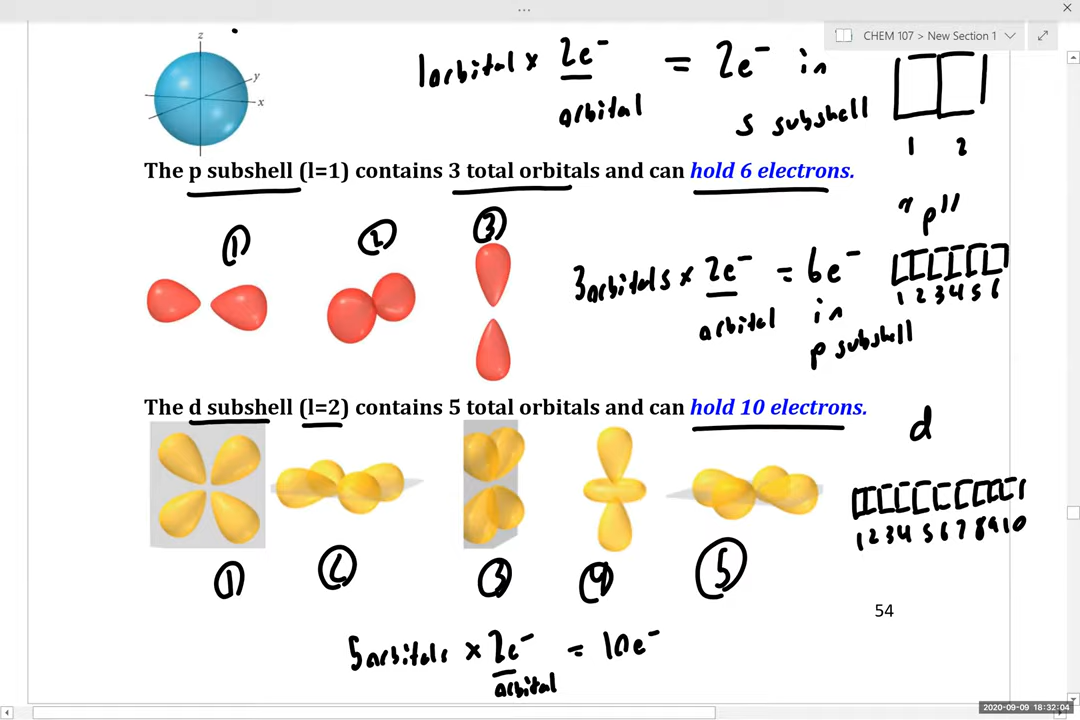 CHEM 107 > New Section 1
z
y
x
1 orbital × 2e⁻ = 2e⁻ in
orbital s subshell
1 2
The p subshell (l=1) contains 3 total orbitals and can hold 6 electrons.
"p"
1 2 3
3 orbitals × 2e⁻ = 6e⁻
orbital in
p subshell
1 2 3 4 5 6
The d subshell (l=2) contains 5 total orbitals and can hold 10 electrons.
d
1 2 3 4 5 6 7 8 9 10
1 2 3 4 5
54
5 orbitals × 2e⁻ = 10e⁻
orbital
2020-09-09 18:32:04